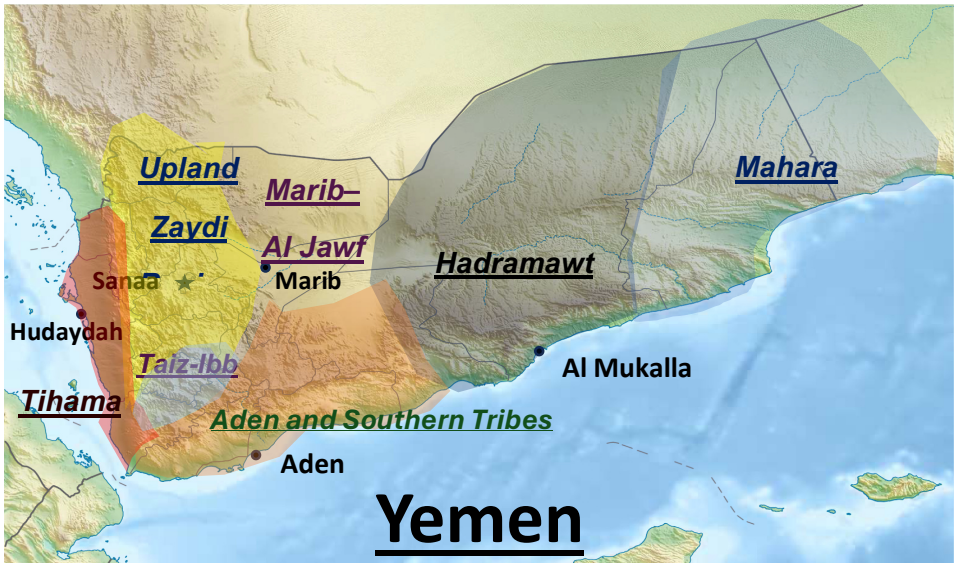 Upland
Zaydi
Marib–
Al Jawf
Mahara
Hadramawt
Sanaa
Marib
Hudaydah
Taiz-Ibb
Al Mukalla
Tihama
Aden and Southern Tribes
Aden
Yemen